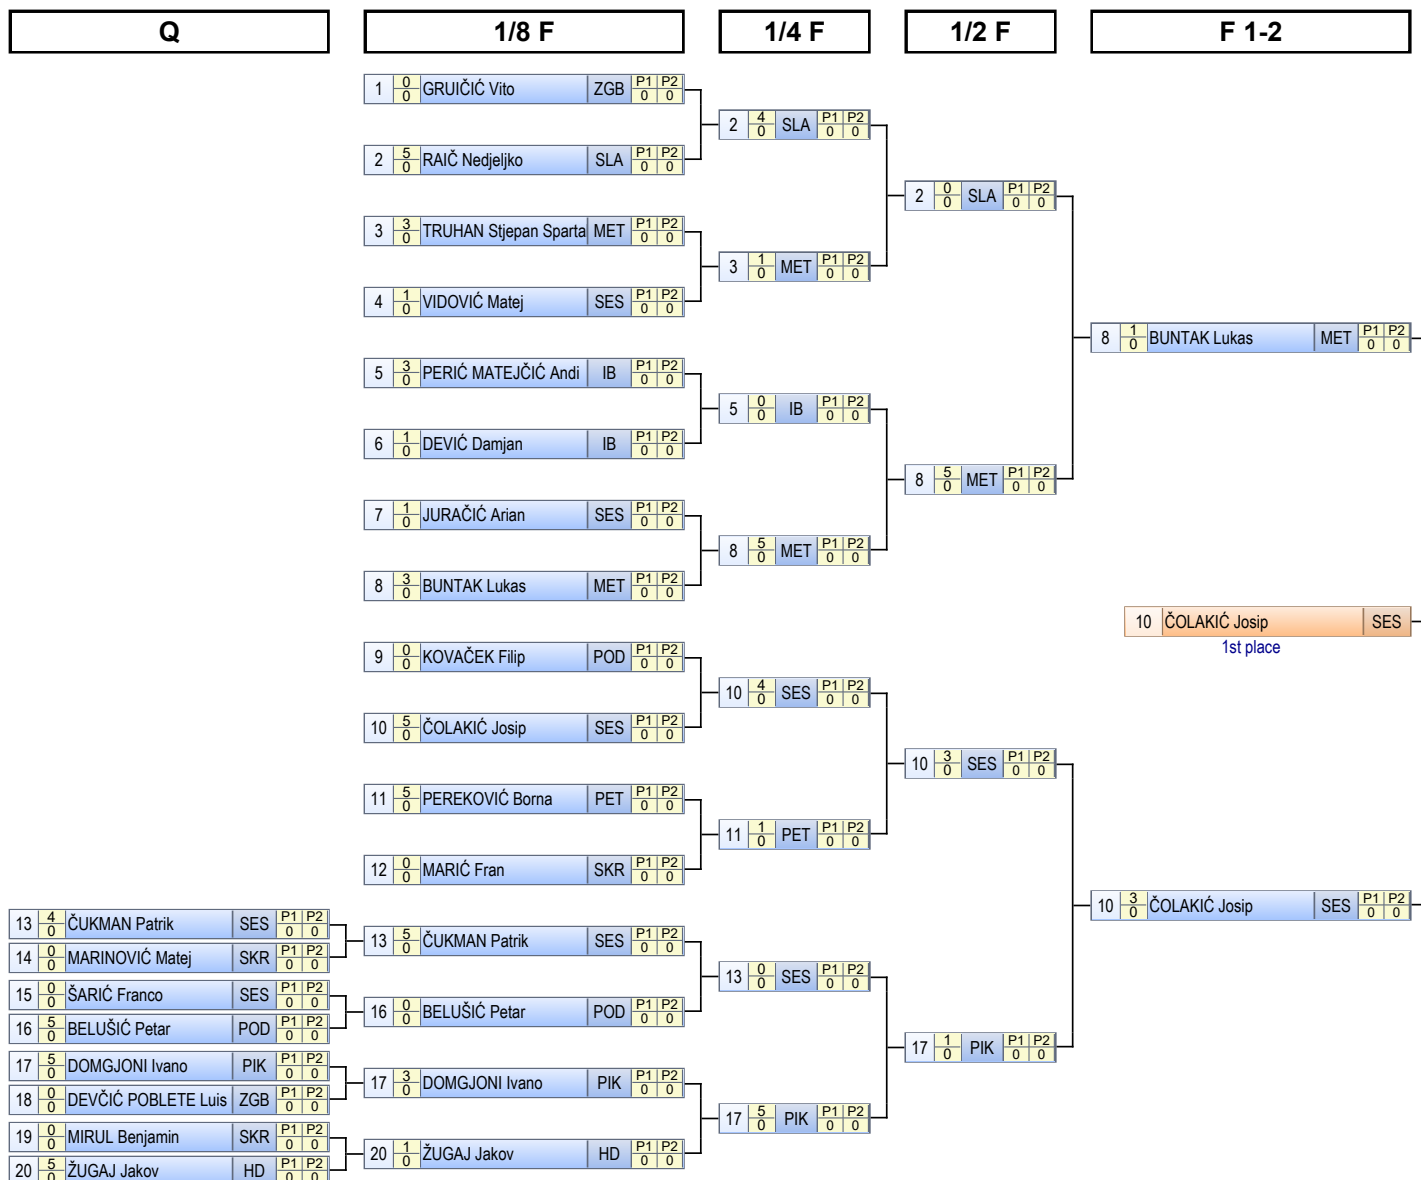 Q 1/8 F 1/4 F 1/2 F F 1-2
1 0 0 GRUIČIĆ Vito ZGB P1 P2 0 0
2 4 0 SLA P1 P2 0 0
2 5 0 RAIČ Nedjeljko SLA P1 P2 0 0
2 0 0 SLA P1 P2 0 0
3 3 0 TRUHAN Stjepan Sparta MET P1 P2 0 0
3 1 0 MET P1 P2 0 0
4 1 0 VIDOVIĆ Matej SES P1 P2 0 0
8 1 0 BUNTAK Lukas MET P1 P2 0 0
5 3 0 PERIĆ MATEJČIĆ Andi IB P1 P2 0 0
5 0 0 IB P1 P2 0 0
6 1 0 DEVIĆ Damjan IB P1 P2 0 0
8 5 0 MET P1 P2 0 0
7 1 0 JURAČIĆ Arian SES P1 P2 0 0
8 5 0 MET P1 P2 0 0
8 3 0 BUNTAK Lukas MET P1 P2 0 0
10 ČOLAKIĆ Josip SES
1st place
9 0 0 KOVAČEK Filip POD P1 P2 0 0
10 4 0 SES P1 P2 0 0
10 5 0 ČOLAKIĆ Josip SES P1 P2 0 0
10 3 0 SES P1 P2 0 0
11 5 0 PEREKOVIĆ Borna PET P1 P2 0 0
11 1 0 PET P1 P2 0 0
12 0 0 MARIĆ Fran SKR P1 P2 0 0
10 3 0 ČOLAKIĆ Josip SES P1 P2 0 0
13 4 0 ČUKMAN Patrik SES P1 P2 0 0
13 5 0 ČUKMAN Patrik SES P1 P2 0 0
14 0 0 MARINOVIĆ Matej SKR P1 P2 0 0
13 0 0 SES P1 P2 0 0
15 0 0 ŠARIĆ Franco SES P1 P2 0 0
16 0 0 BELUŠIĆ Petar POD P1 P2 0 0
16 5 0 BELUŠIĆ Petar POD P1 P2 0 0
17 1 0 PIK P1 P2 0 0
17 5 0 DOMGJONI Ivano PIK P1 P2 0 0
17 3 0 DOMGJONI Ivano PIK P1 P2 0 0
18 0 0 DEVČIĆ POBLETE Luis ZGB P1 P2 0 0
17 5 0 PIK P1 P2 0 0
19 0 0 MIRUL Benjamin SKR P1 P2 0 0
20 1 0 ŽUGAJ Jakov HD P1 P2 0 0
20 5 0 ŽUGAJ Jakov HD P1 P2 0 0